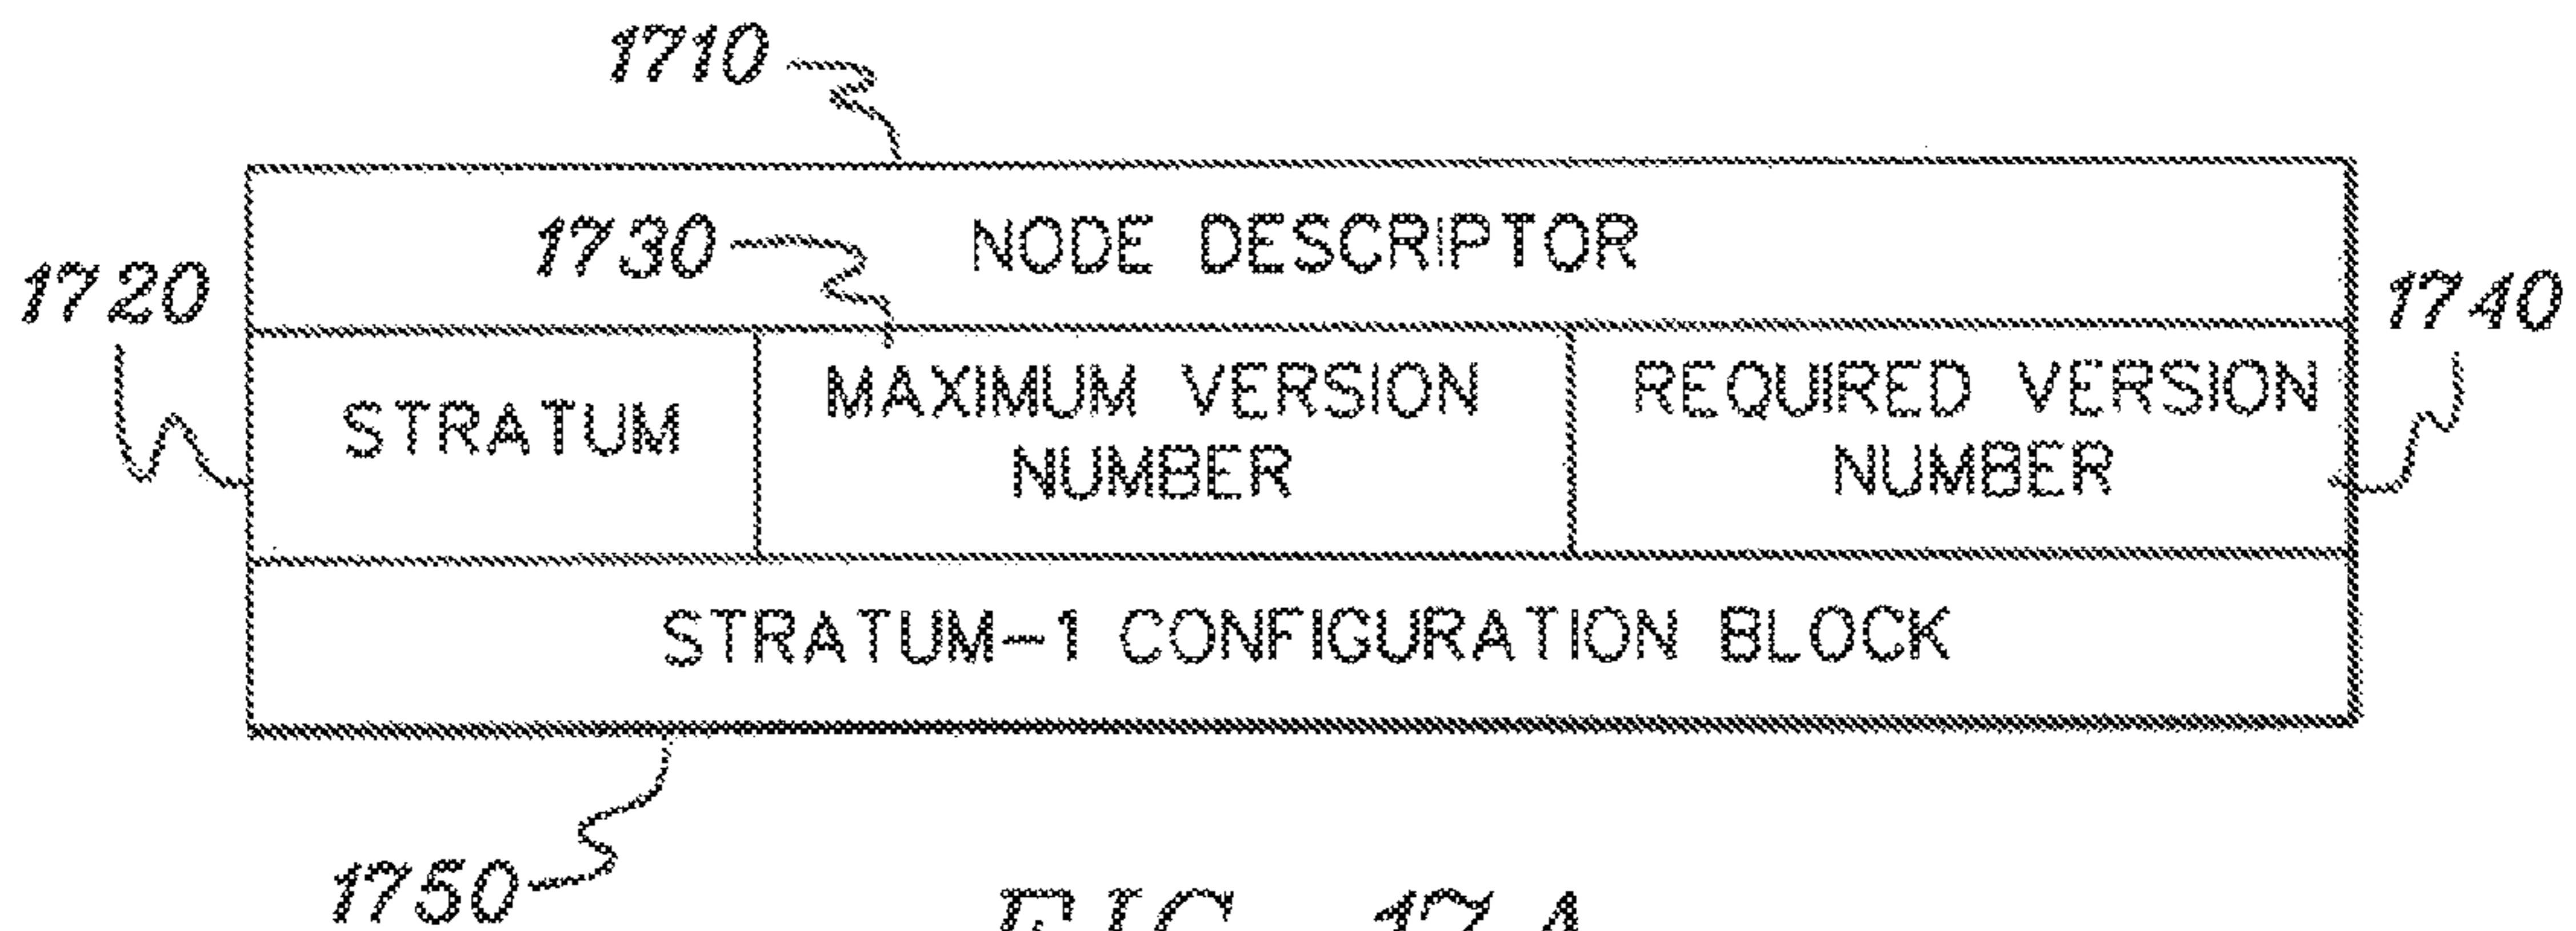 1710
1730
NODE DESCRIPTOR
1720
1740
STRATUM
MAXIMUM VERSION
NUMBER
REQUIRED VERSION
NUMBER
STRATUM-1 CONFIGURATION BLOCK
1750